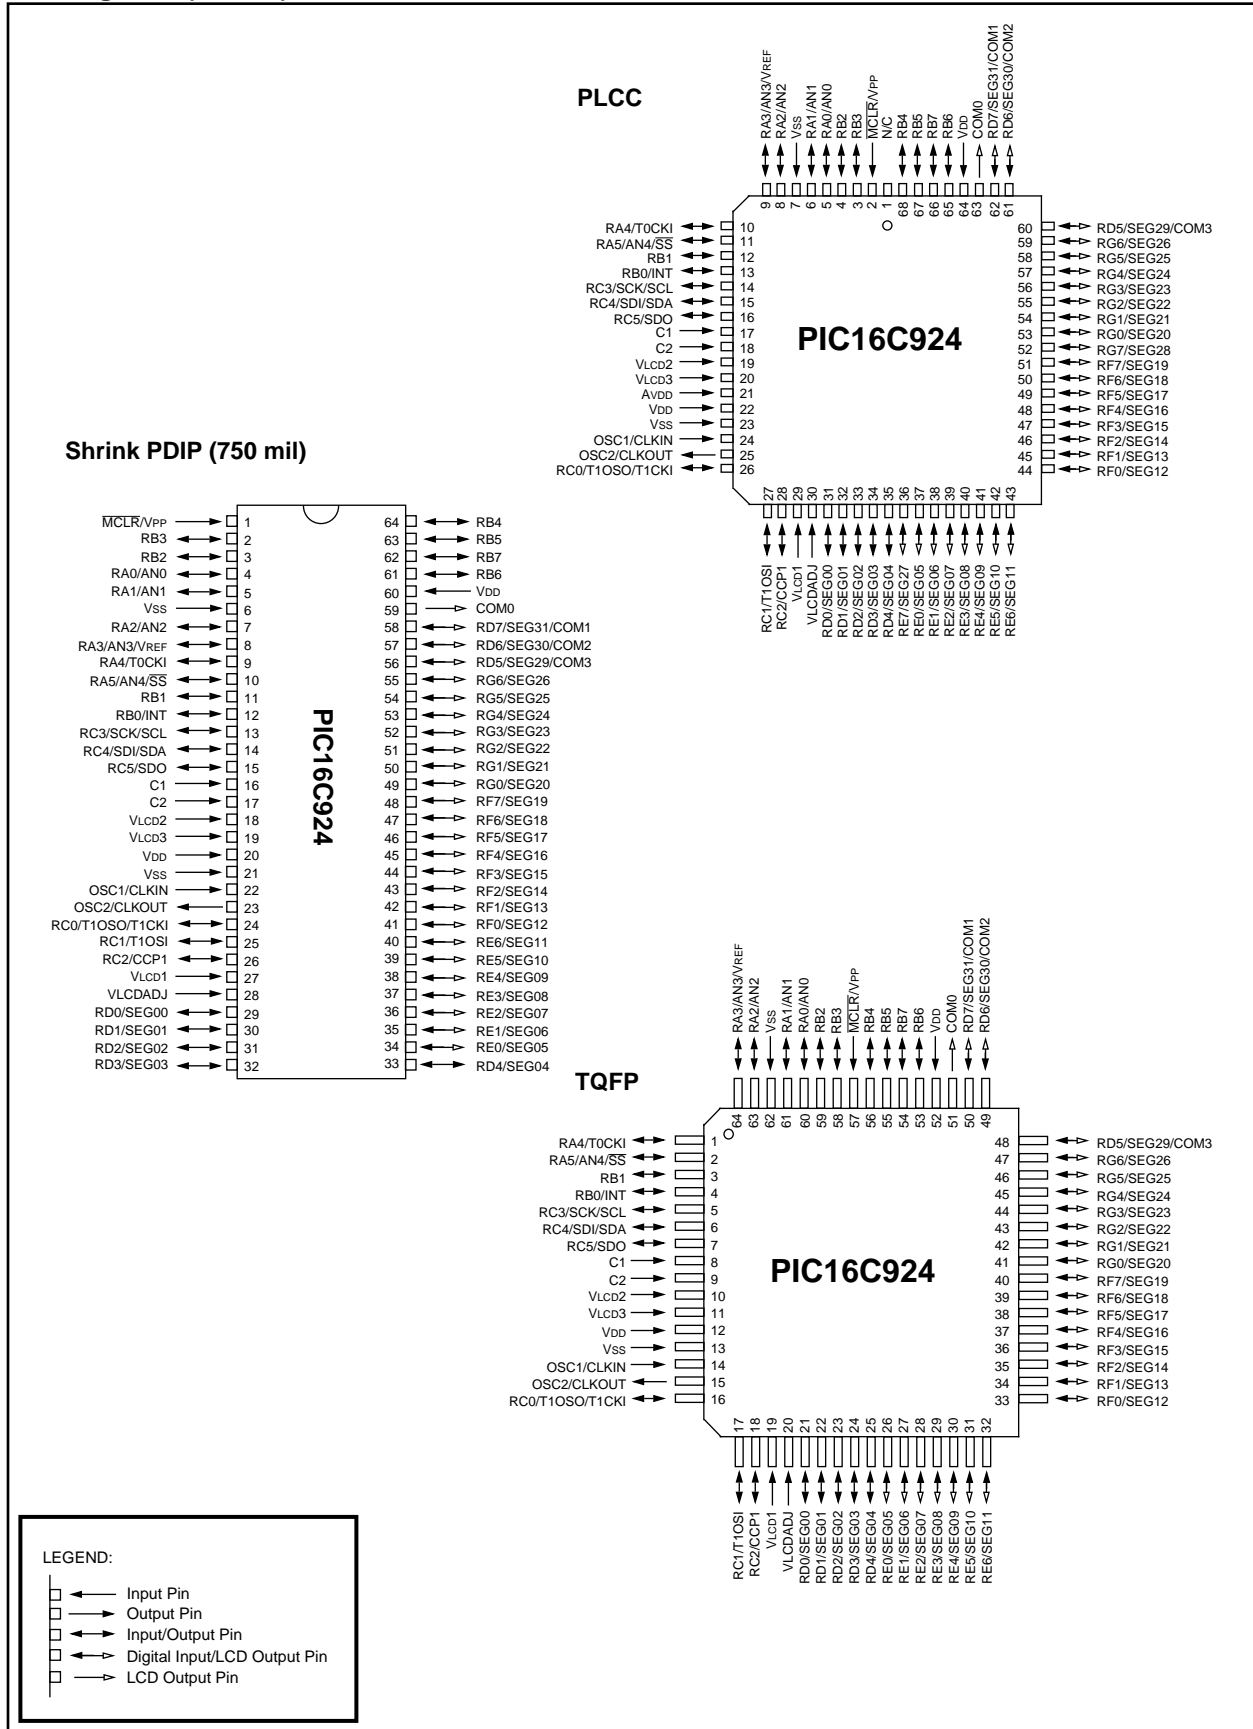 PLCC
RA3/AN3/VREF
RA2/AN2
VSS
RA1/AN1
RA0/AN0
RB2
RB3
MCLR/VPP
N/C
RB4
RB5
RB7
RB6
VDD
COM0
RD7/SEG31/COM1
RD6/SEG30/COM2
9 8 7 6 5 4 3 2 1 68 67 66 65 64 63 62 61
RA4/T0CKI 10
RA5/AN4/SS 11
RB1 12
RB0/INT 13
RC3/SCK/SCL 14
RC4/SDI/SDA 15
RC5/SDO 16
C1 17
C2 18
VLCD2 19
VLCD3 20
AVDD 21
VDD 22
VSS 23
OSC1/CLKIN 24
OSC2/CLKOUT 25
RC0/T1OSO/T1CKI 26
PIC16C924
60 RD5/SEG29/COM3
59 RG6/SEG26
58 RG5/SEG25
57 RG4/SEG24
56 RG3/SEG23
55 RG2/SEG22
54 RG1/SEG21
53 RG0/SEG20
52 RG7/SEG28
51 RF7/SEG19
50 RF6/SEG18
49 RF5/SEG17
48 RF4/SEG16
47 RF3/SEG15
46 RF2/SEG14
45 RF1/SEG13
44 RF0/SEG12
27 28 29 30 31 32 33 34 35 36 37 38 39 40 41 42 43
RC1/T1OSI
RC2/CCP1
VLCD1
VLCDADJ
RD0/SEG00
RD1/SEG01
RD2/SEG02
RD3/SEG03
RD4/SEG04
RE7/SEG27
RE0/SEG05
RE1/SEG06
RE2/SEG07
RE3/SEG08
RE4/SEG09
RE5/SEG10
RE6/SEG11
Shrink PDIP (750 mil)
MCLR/VPP 1 64 RB4
RB3 2 63 RB5
RB2 3 62 RB7
RA0/AN0 4 61 RB6
RA1/AN1 5 60 VDD
VSS 6 59 COM0
RA2/AN2 7 58 RD7/SEG31/COM1
RA3/AN3/VREF 8 57 RD6/SEG30/COM2
RA4/T0CKI 9 56 RD5/SEG29/COM3
RA5/AN4/SS 10 55 RG6/SEG26
RB1 11 54 RG5/SEG25
RB0/INT 12 53 RG4/SEG24
RC3/SCK/SCL 13 52 RG3/SEG23
RC4/SDI/SDA 14 51 RG2/SEG22
RC5/SDO 15 50 RG1/SEG21
C1 16 49 RG0/SEG20
C2 17 48 RF7/SEG19
VLCD2 18 47 RF6/SEG18
VLCD3 19 46 RF5/SEG17
VDD 20 45 RF4/SEG16
VSS 21 44 RF3/SEG15
OSC1/CLKIN 22 43 RF2/SEG14
OSC2/CLKOUT 23 42 RF1/SEG13
RC0/T1OSO/T1CKI 24 41 RF0/SEG12
RC1/T1OSI 25 40 RE6/SEG11
RC2/CCP1 26 39 RE5/SEG10
VLCD1 27 38 RE4/SEG09
VLCDADJ 28 37 RE3/SEG08
RD0/SEG00 29 36 RE2/SEG07
RD1/SEG01 30 35 RE1/SEG06
RD2/SEG02 31 34 RE0/SEG05
RD3/SEG03 32 33 RD4/SEG04
PIC16C924
TQFP
RA3/AN3/VREF
RA2/AN2
VSS
RA1/AN1
RA0/AN0
RB2
RB3
MCLR/VPP
RB4
RB5
RB7
RB6
VDD
COM0
RD7/SEG31/COM1
RD6/SEG30/COM2
64 63 62 61 60 59 58 57 56 55 54 53 52 51 50 49
RA4/T0CKI 1
RA5/AN4/SS 2
RB1 3
RB0/INT 4
RC3/SCK/SCL 5
RC4/SDI/SDA 6
RC5/SDO 7
C1 8
C2 9
VLCD2 10
VLCD3 11
VDD 12
VSS 13
OSC1/CLKIN 14
OSC2/CLKOUT 15
RC0/T1OSO/T1CKI 16
PIC16C924
48 RD5/SEG29/COM3
47 RG6/SEG26
46 RG5/SEG25
45 RG4/SEG24
44 RG3/SEG23
43 RG2/SEG22
42 RG1/SEG21
41 RG0/SEG20
40 RF7/SEG19
39 RF6/SEG18
38 RF5/SEG17
37 RF4/SEG16
36 RF3/SEG15
35 RF2/SEG14
34 RF1/SEG13
33 RF0/SEG12
17 18 19 20 21 22 23 24 25 26 27 28 29 30 31 32
RC1/T1OSI
RC2/CCP1
VLCD1
VLCDADJ
RD0/SEG00
RD1/SEG01
RD2/SEG02
RD3/SEG03
RD4/SEG04
RE0/SEG05
RE1/SEG06
RE2/SEG07
RE3/SEG08
RE4/SEG09
RE5/SEG10
RE6/SEG11
LEGEND:
Input Pin
Output Pin
Input/Output Pin
Digital Input/LCD Output Pin
LCD Output Pin